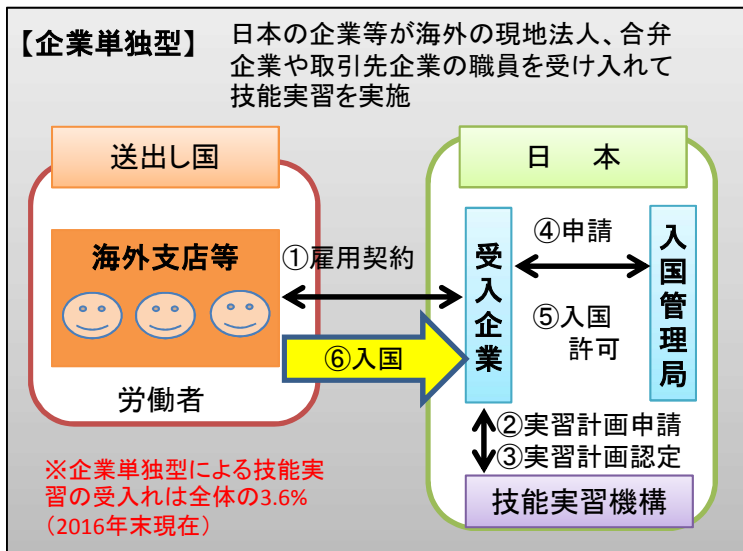 【企業単独型】
日本の企業等が海外の現地法人、合弁
企業や取引先企業の職員を受け入れて
技能実習を実施
送出し国
日 本
海外支店等
労働者
①雇用契約
⑥入国
受入企業
④申請
⑤入国
許可
入国管理局
②実習計画申請
③実習計画認定
技能実習機構
※企業単独型による技能実
習の受入れは全体の3.6%
(2016年末現在)